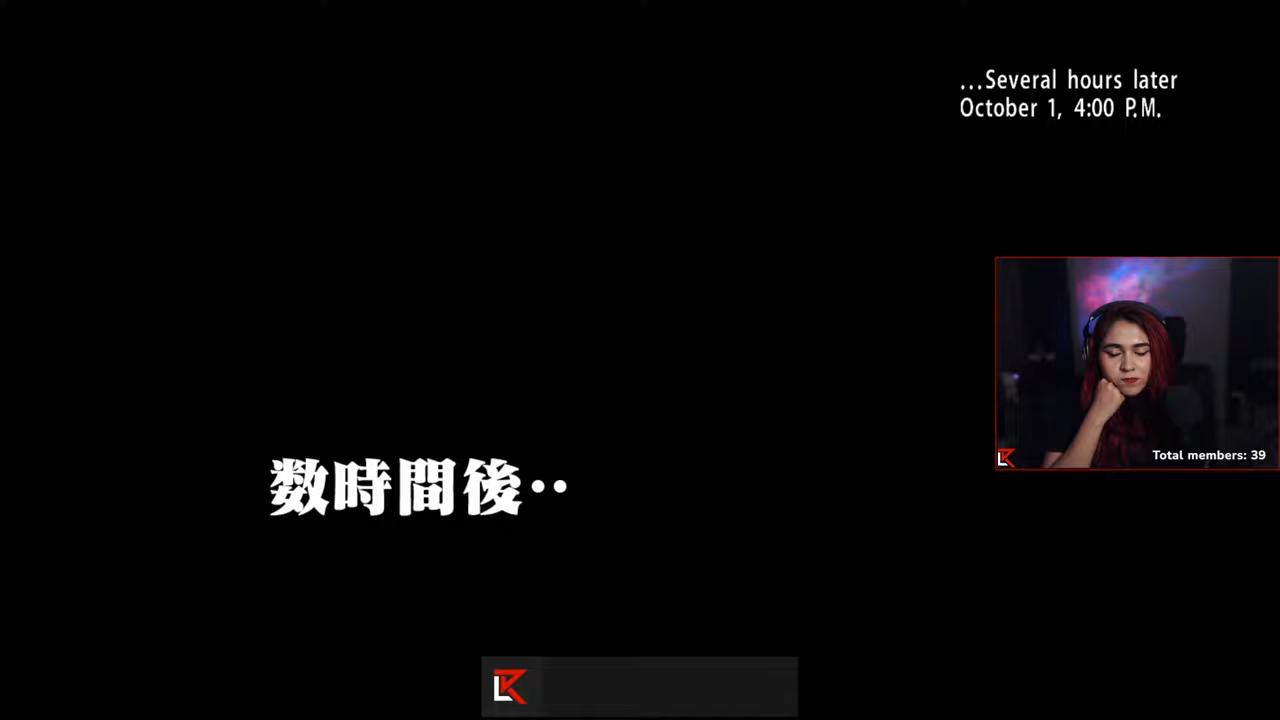 ...Several hours later
October 1, 4:00 P.M.
Total members: 39
数時間後‥